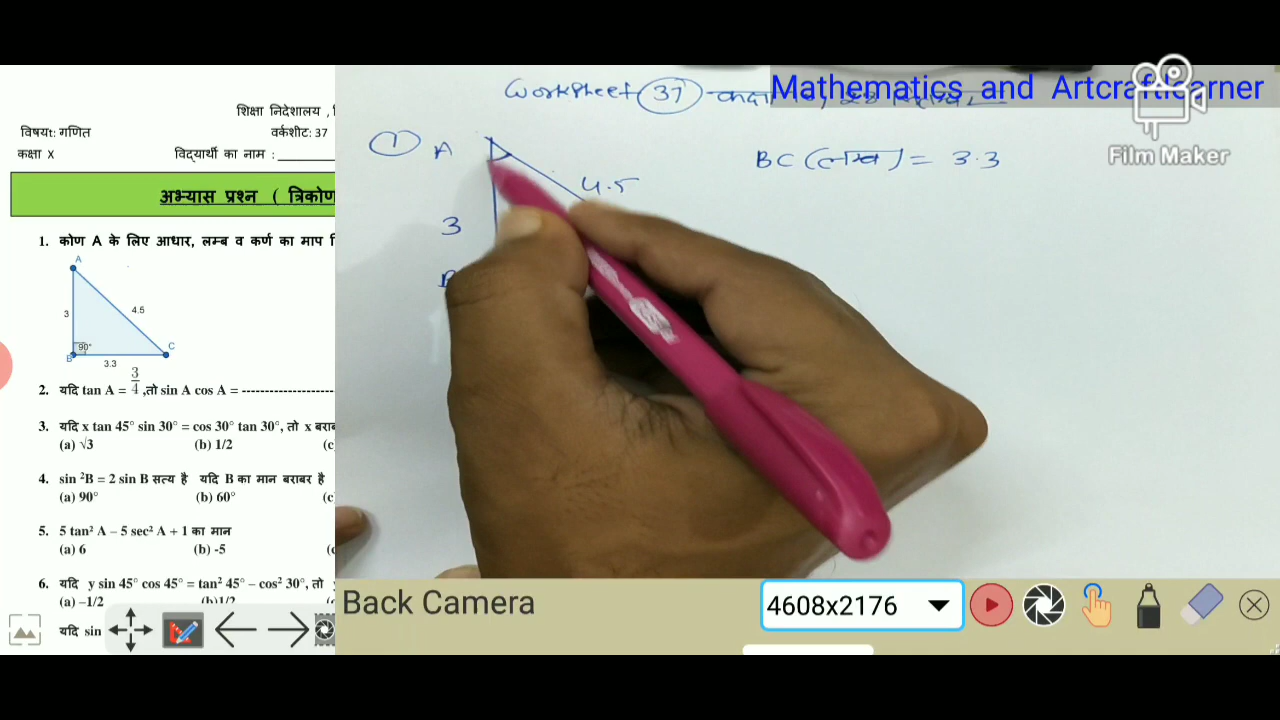 Mathematics and Artcraftlearner
Film Maker
शिक्षा निदेशालय ,
विषय: गणित
वर्कशीट: 37
कक्षा X
विद्यार्थी का नाम : ________
अभ्यास प्रश्न ( त्रिकोण
1. कोण A के लिए आधार, लम्ब व कर्ण का माप
A
3
4.5
90°
B
C
3.3
2. यदि tan A = 3/4 ,तो sin A cos A = --------------------
3. यदि x tan 45° sin 30° = cos 30° tan 30°, तो x
(a) √3 (b) 1/2 (c
4. sin ²B = 2 sin B सत्य है यदि B का मान बराबर है
(a) 90° (b) 60° (c
5. 5 tan² A – 5 sec² A + 1 का मान
(a) 6 (b) -5
6. यदि y sin 45° cos 45° = tan² 45° – cos² 30°, तो
(a) –1/2 (b)1/2
यदि sin
Worksheet 37
① A
4.5
3
BC (लम्ब) = 3.3
Back Camera
4608x2176